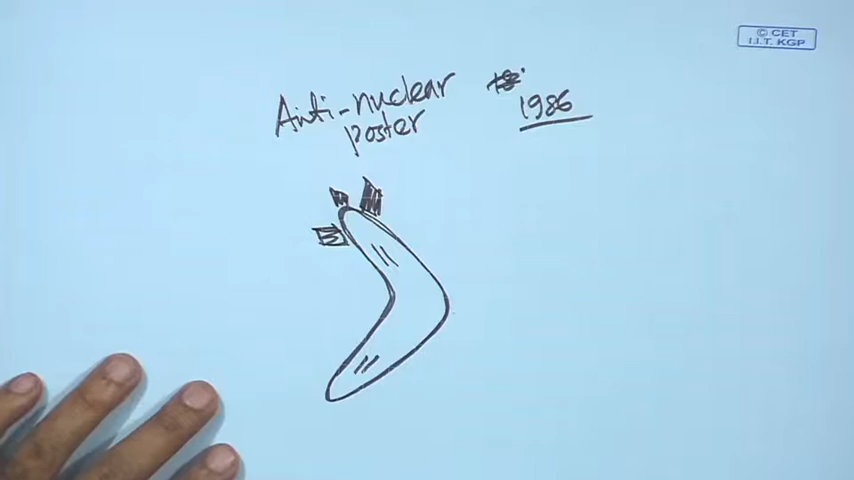 © CET
I.I.T. KGP
Anti-nuclear
poster
1986